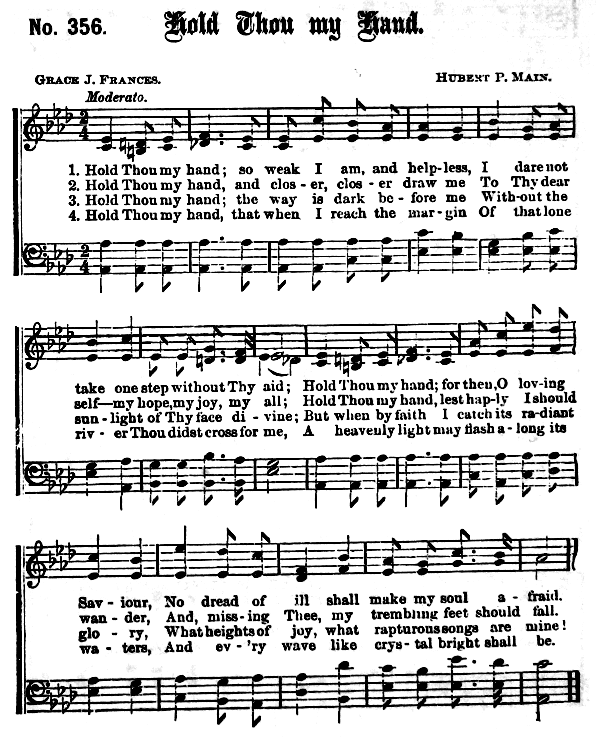 No. 356.
Hold Thou my Hand.
GRACE J. FRANCES.
HUBERT P. MAIN.
Moderato.
1. Hold Thou my hand; so weak I am, and help-less, I dare not
2. Hold Thou my hand, and clos - er, clos - er draw me To Thy dear
3. Hold Thou my hand; the way is dark be - fore me With-out the
4. Hold Thou my hand, that when I reach the mar - gin Of that lone
take one step without Thy aid; Hold Thou my hand; for then, O lov-ing
self—my hope, my joy, my all; Hold Thou my hand, lest hap-ly I should
sun - light of Thy face di - vine; But when by faith I catch its ra-diant
riv - er Thou didst cross for me, A heavenly light may flash a-long its
Sav - iour, No dread of ill shall make my soul a - fraid.
wan - der, And, miss-ing Thee, my trembling feet should fall.
glo - ry, What heights of joy, what rapturous songs are mine!
wa - ters, And ev-'ry wave like crys-tal bright shall be.